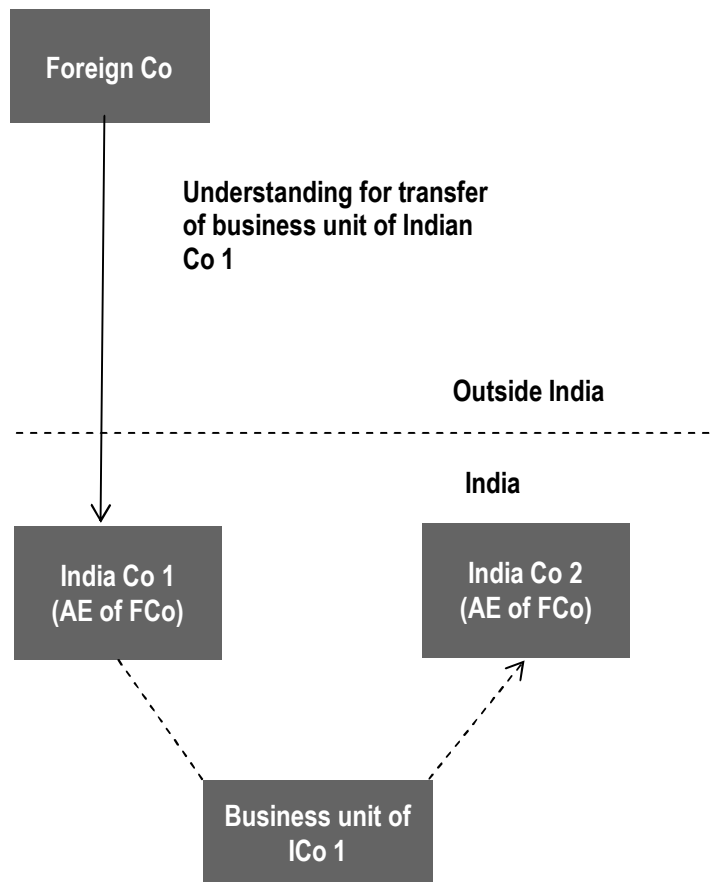 Foreign Co
Understanding for transfer
of business unit of Indian
Co 1
Outside India
India
India Co 1
(AE of FCo)
India Co 2
(AE of FCo)
Business unit of
ICo 1